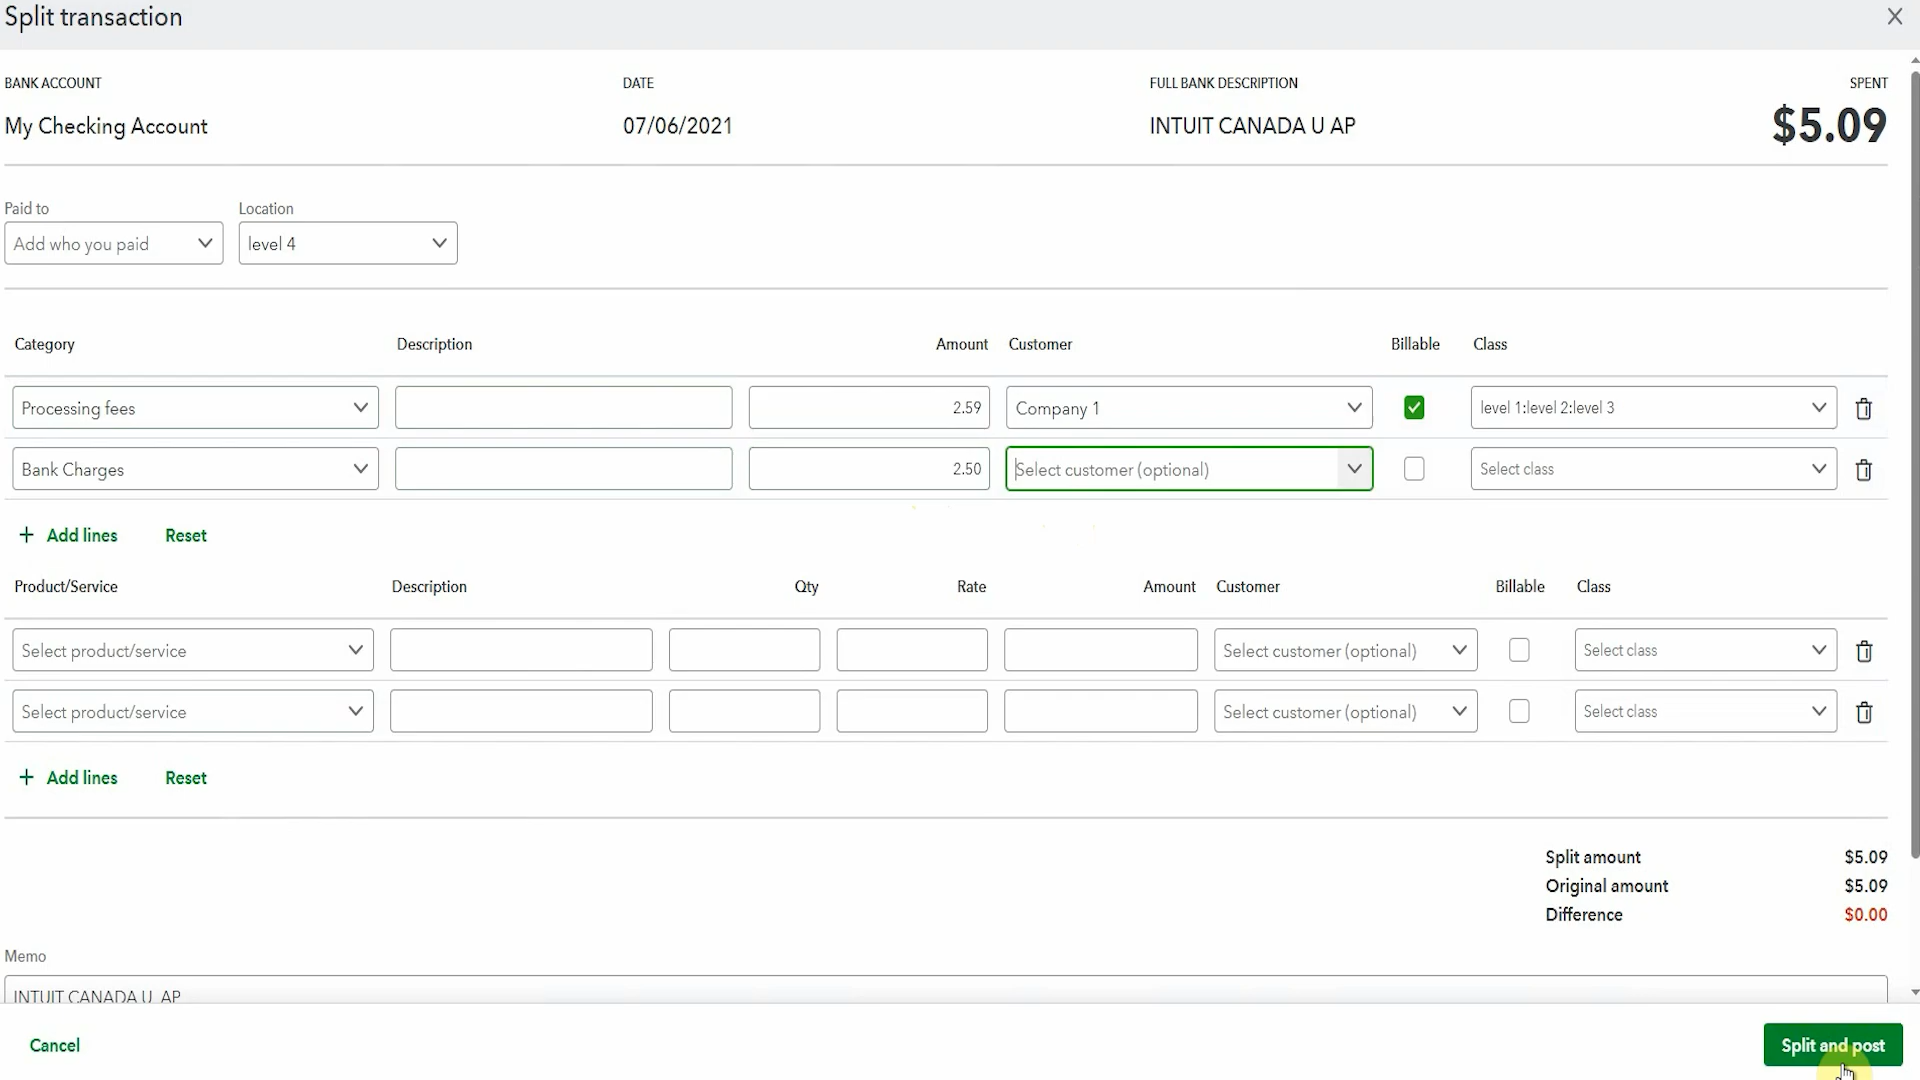 Split transaction
BANK ACCOUNT DATE FULL BANK DESCRIPTION SPENT
My Checking Account 07/06/2021 INTUIT CANADA U AP $5.09
Paid to Location
Add who you paid level 4
Category Description Amount Customer Billable Class
Processing fees 2.59 Company 1 level 1:level 2:level 3
Bank Charges 2.50 Select customer (optional) Select class
+ Add lines Reset
Product/Service Description Qty Rate Amount Customer Billable Class
Select product/service Select customer (optional) Select class
Select product/service Select customer (optional) Select class
+ Add lines Reset
Split amount $5.09
Original amount $5.09
Difference $0.00
Memo
INTUIT CANADA U AP
Cancel Split and post